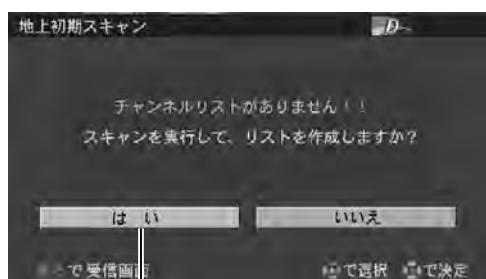 地上初期スキャン
チャンネルリストがありません！！
スキャンを実行して、リストを作成しますか？
は い
いいえ
で受信画面
で選択
で決定